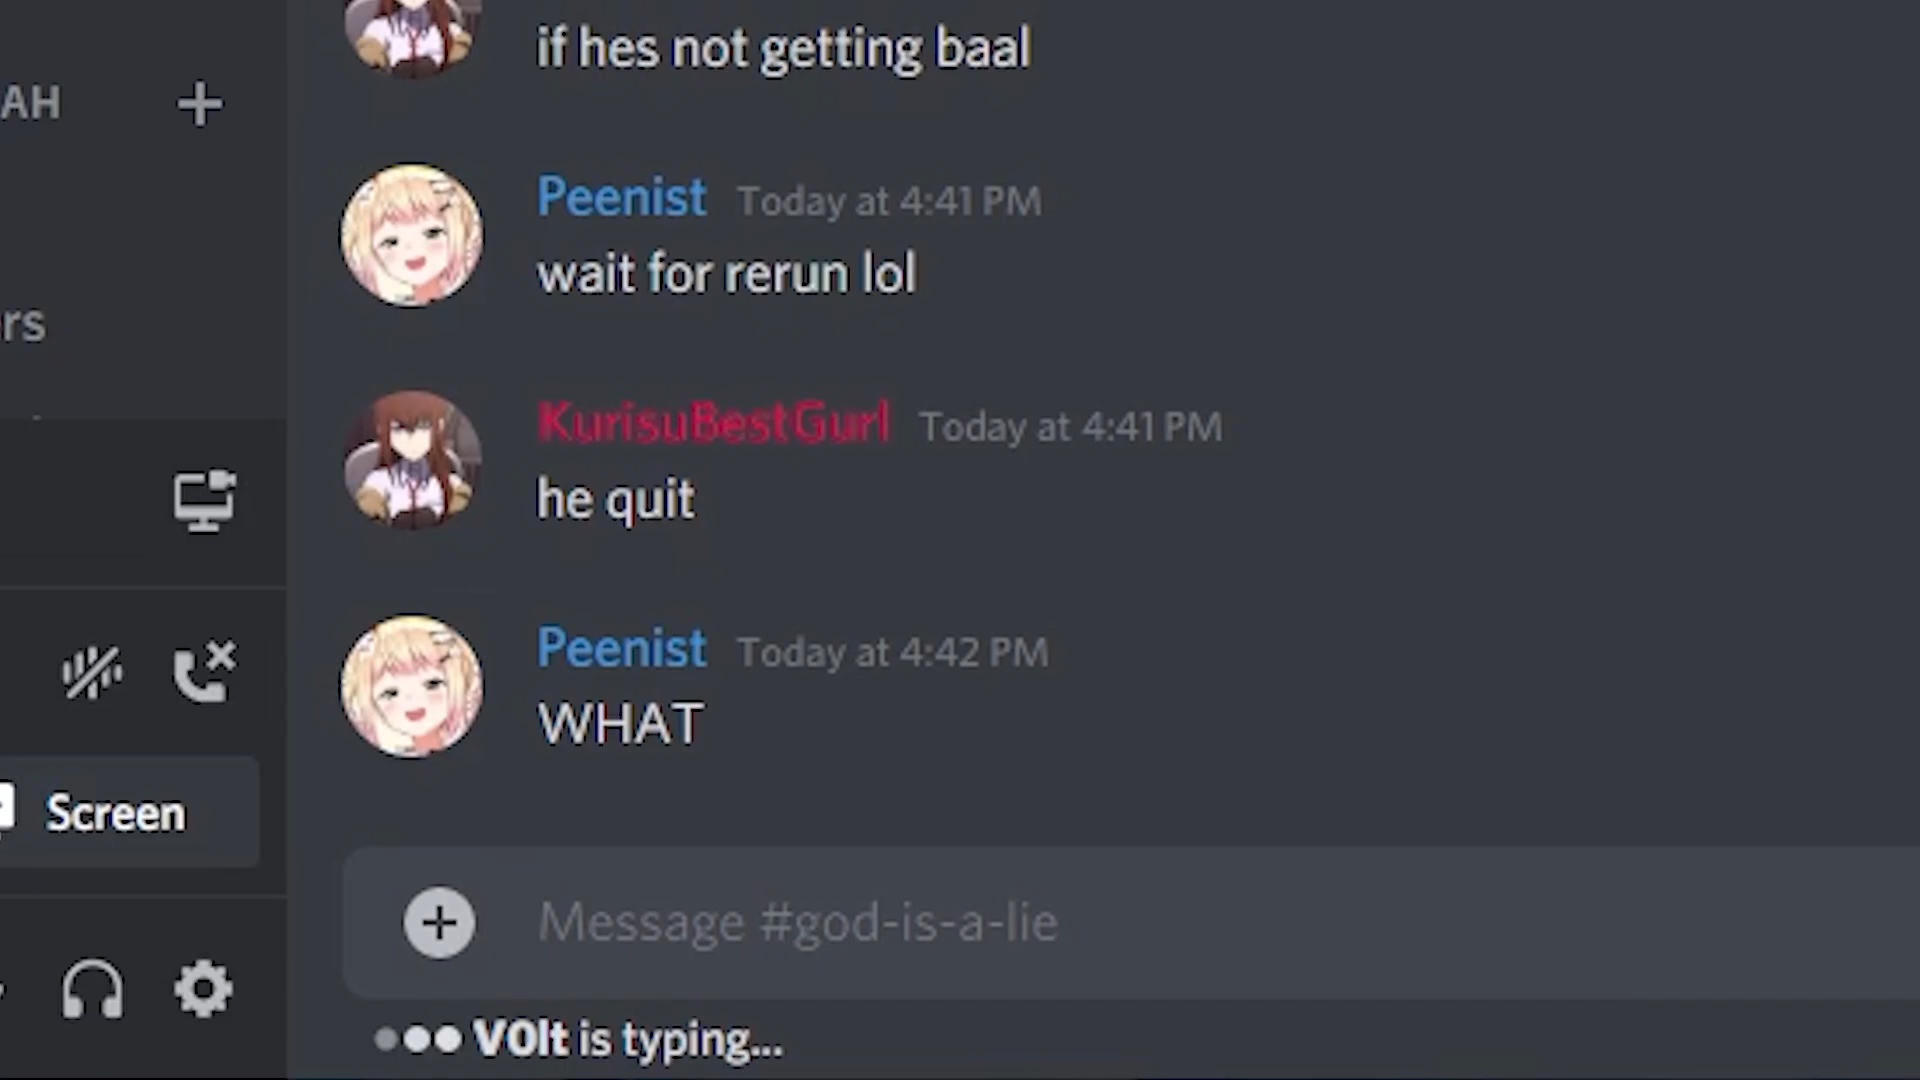 if hes not getting baal
AH
Peenist Today at 4:41 PM
wait for rerun lol
rs
KurisuBestGurl Today at 4:41 PM
he quit
Peenist Today at 4:42 PM
WHAT
Screen
Message #god-is-a-lie
V0lt is typing...